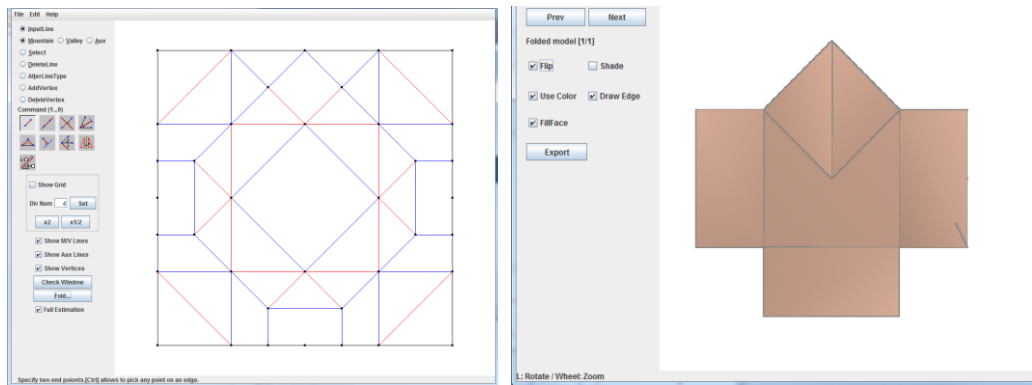 File Edit Help
InputLine
Mountain Valley Aux
Select
DeleteLine
AlterLineType
AddVertex
DeleteVertex
Command (1...9)
Show Grid
Div Num 4 Set
x2 x1/2
Show M/V Lines
Show Aux Lines
Show Vertices
Check Window
Fold...
Full Estimation
Specify two end poionts.[Ctrl] allows to pick any point on an edge.
Prev Next
Folded model [1/1]
Flip Shade
Use Color Draw Edge
FillFace
Export
L: Rotate / Wheel: Zoom